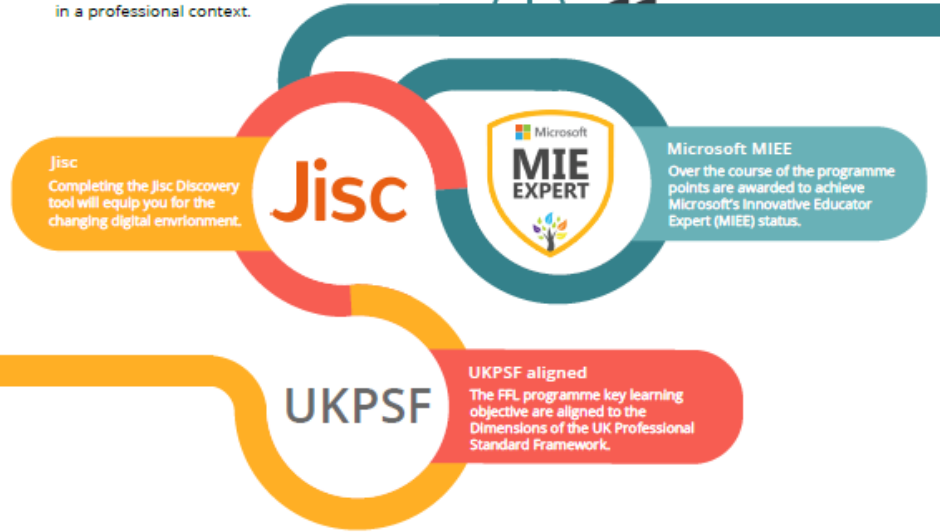 in a professional context.
Jisc
Completing the Jisc Discovery
tool will equip you for the
changing digital envrionment.
Jisc
Microsoft
MIE
EXPERT
Microsoft MIEE
Over the course of the programme
points are awarded to achieve
Microsoft's Innovative Educator
Expert (MIEE) status.
UKPSF
UKPSF aligned
The FFL programme key learning
objective are aligned to the
Dimensions of the UK Professional
Standard Framework.